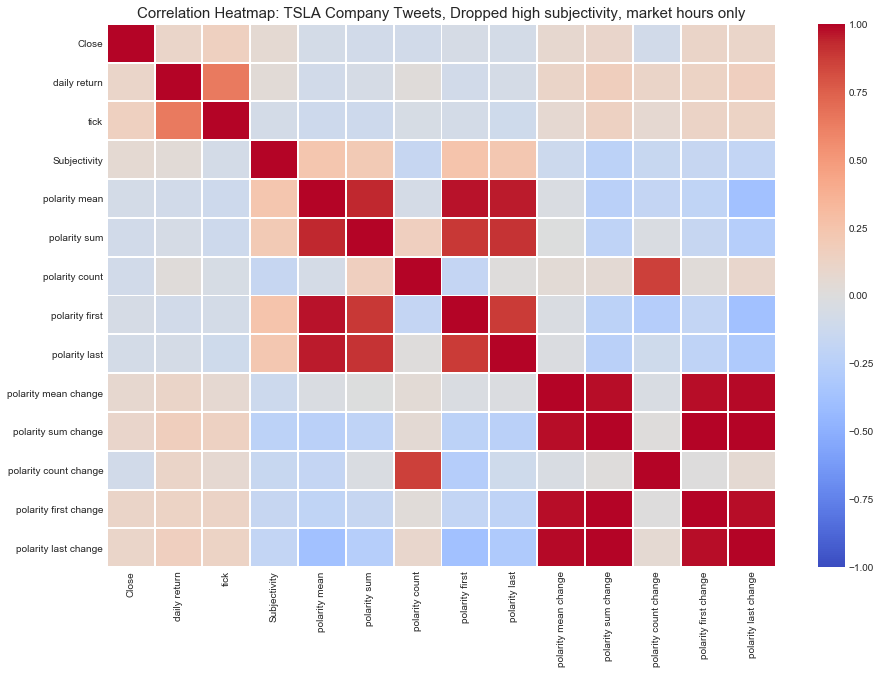 Correlation Heatmap: TSLA Company Tweets, Dropped high subjectivity, market hours only
Close
daily return
tick
Subjectivity
polarity mean
polarity sum
polarity count
polarity first
polarity last
polarity mean change
polarity sum change
polarity count change
polarity first change
polarity last change
Close
daily return
tick
Subjectivity
polarity mean
polarity sum
polarity count
polarity first
polarity last
polarity mean change
polarity sum change
polarity count change
polarity first change
polarity last change
1.00
0.75
0.50
0.25
0.00
−0.25
−0.50
−0.75
−1.00